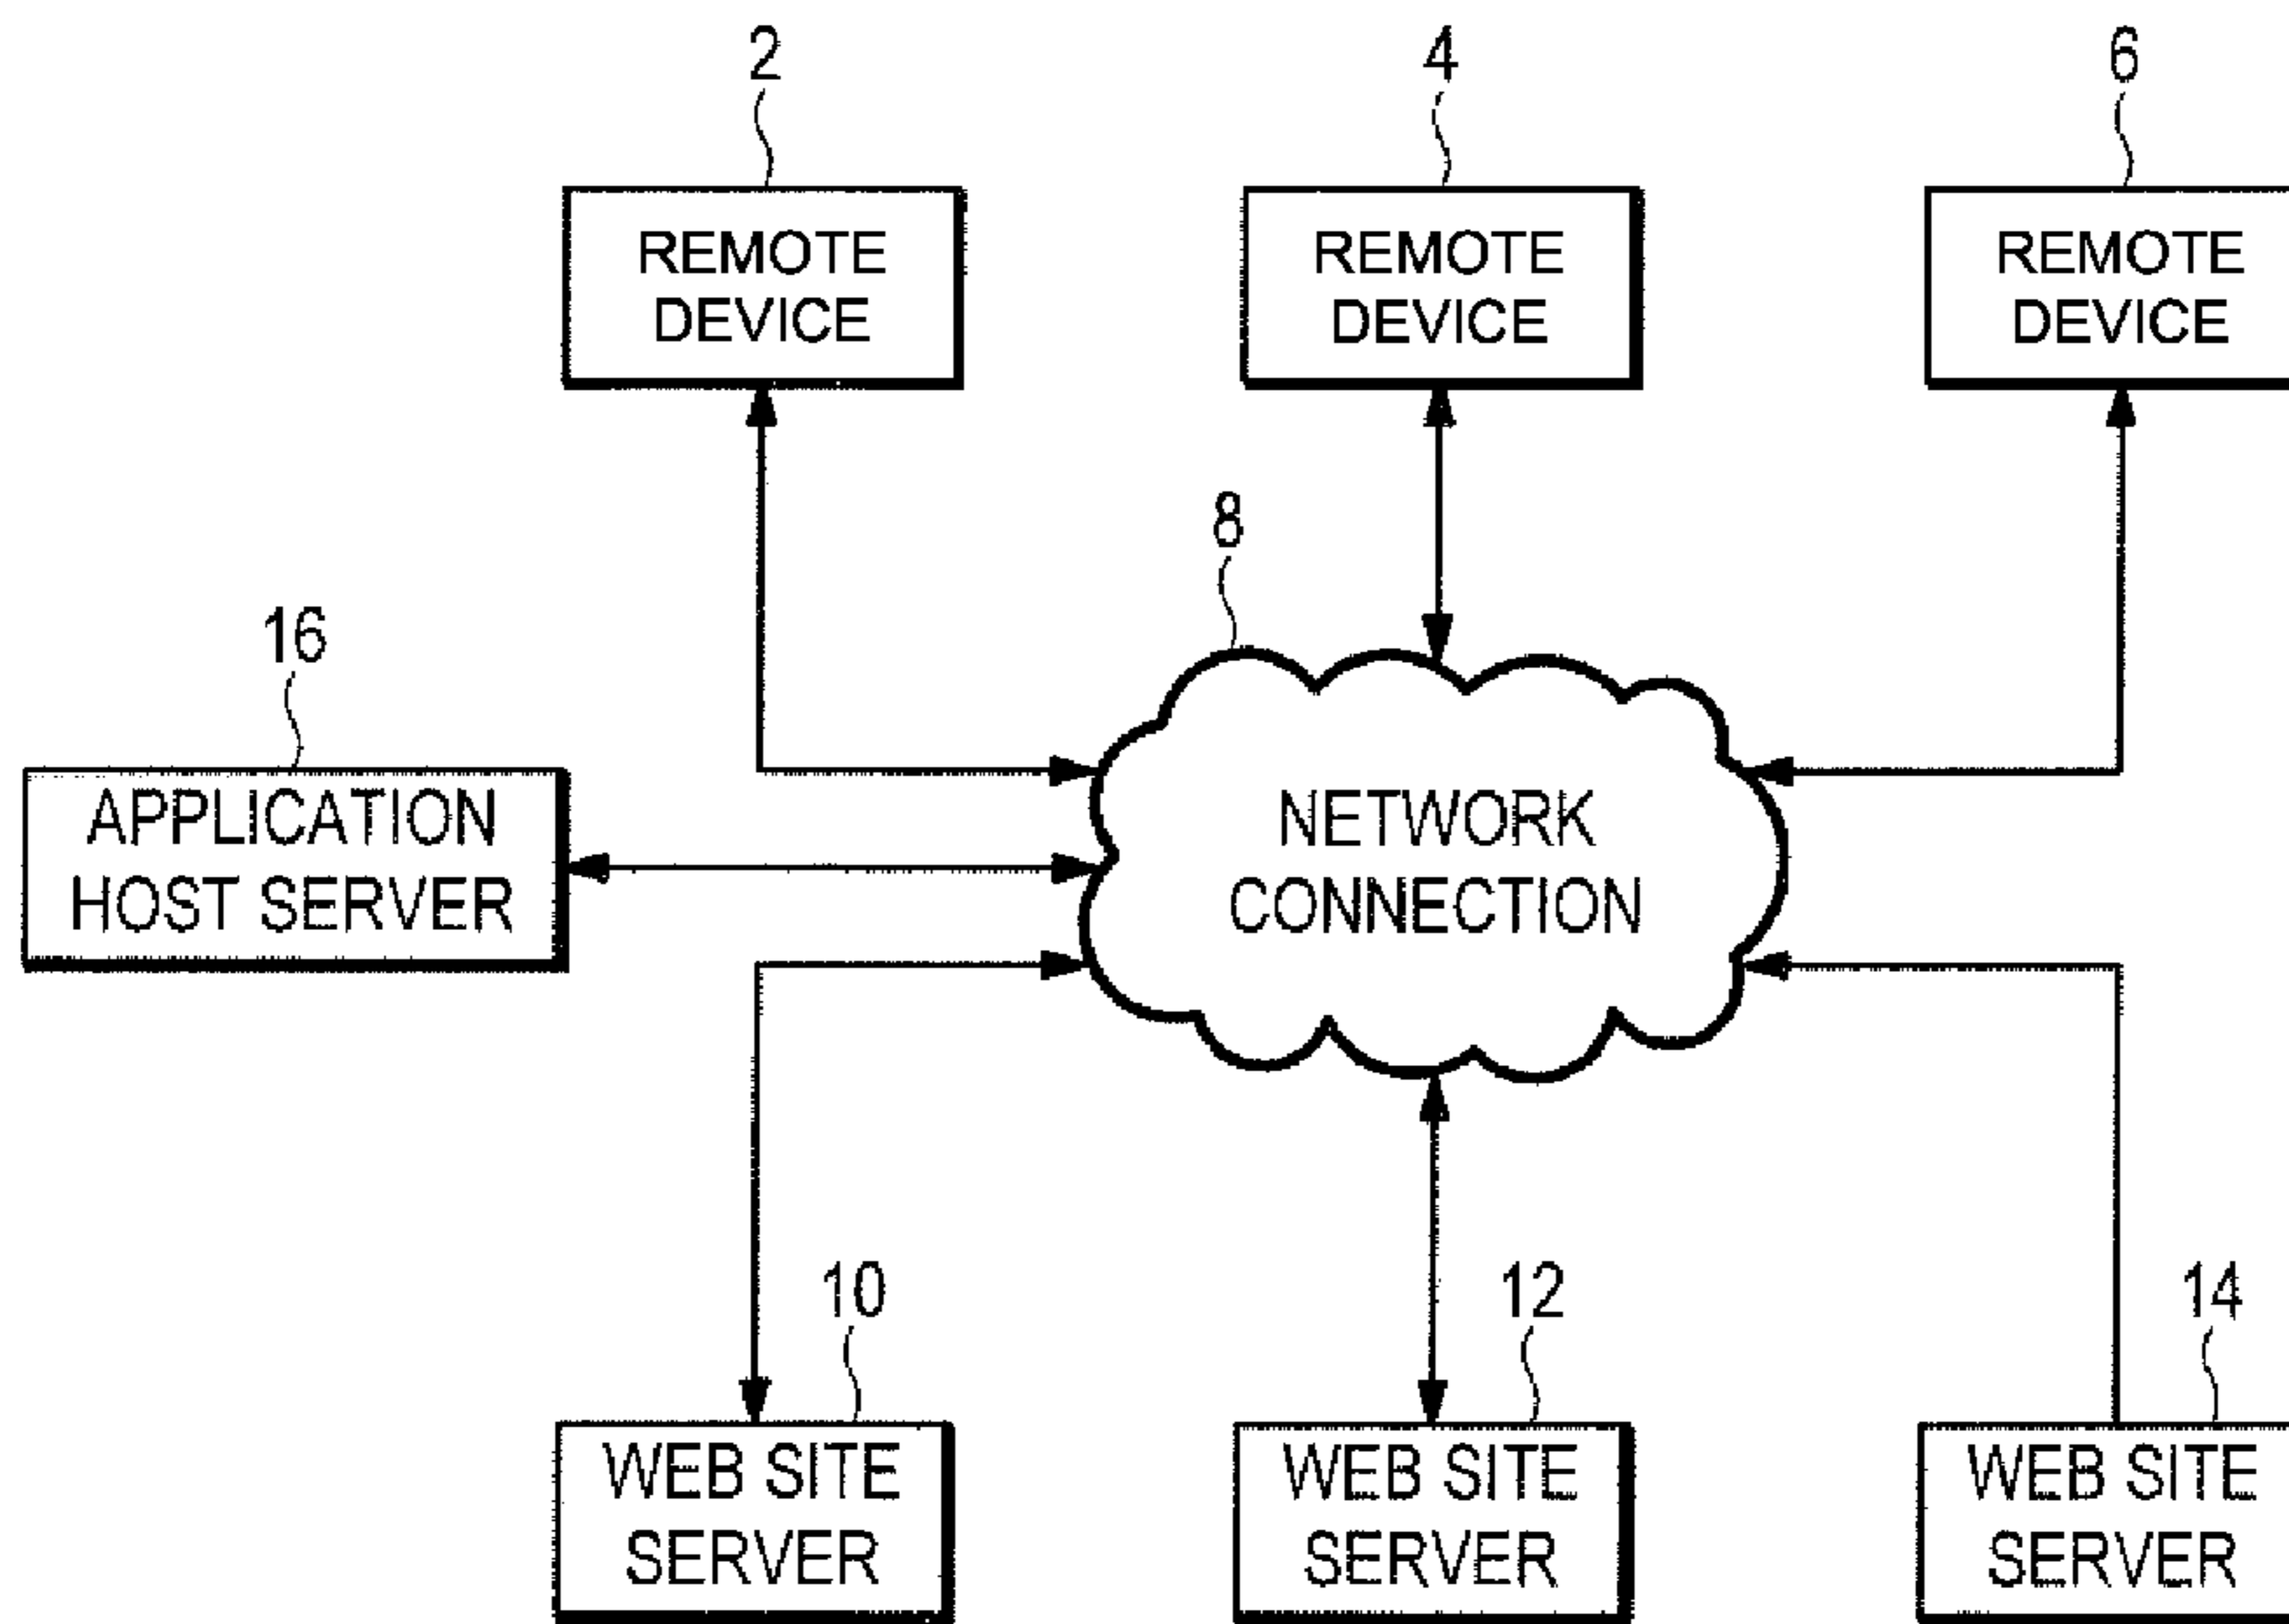 2
4
6
REMOTE
DEVICE
REMOTE
DEVICE
REMOTE
DEVICE
8
16
APPLICATION
HOST SERVER
NETWORK
CONNECTION
10
12
14
WEB SITE
SERVER
WEB SITE
SERVER
WEB SITE
SERVER